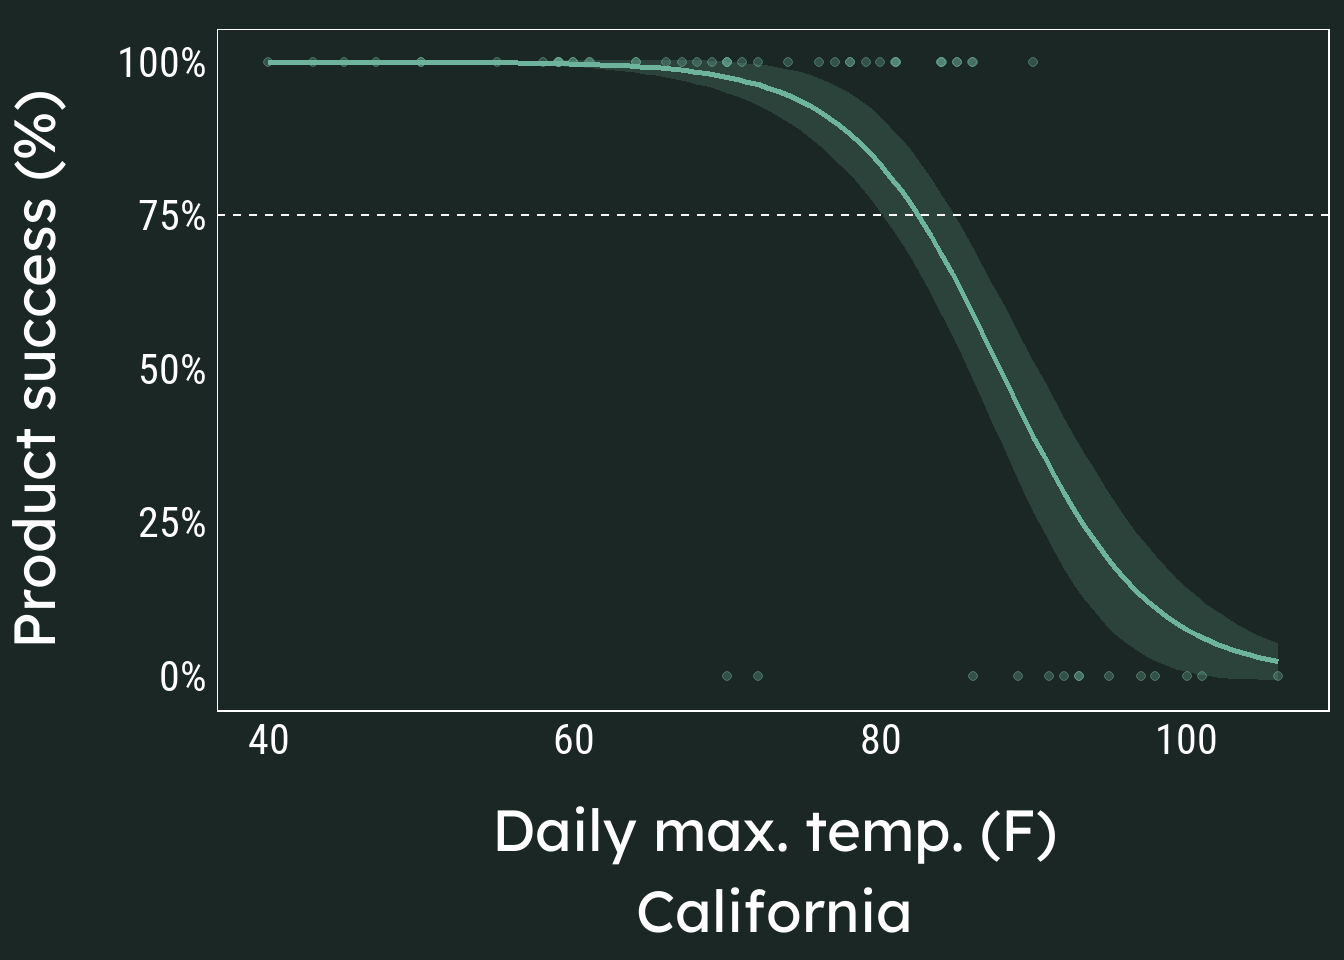 Product success (%)
100%
75%
50%
25%
0%
40 60 80 100
Daily max. temp. (F)
California